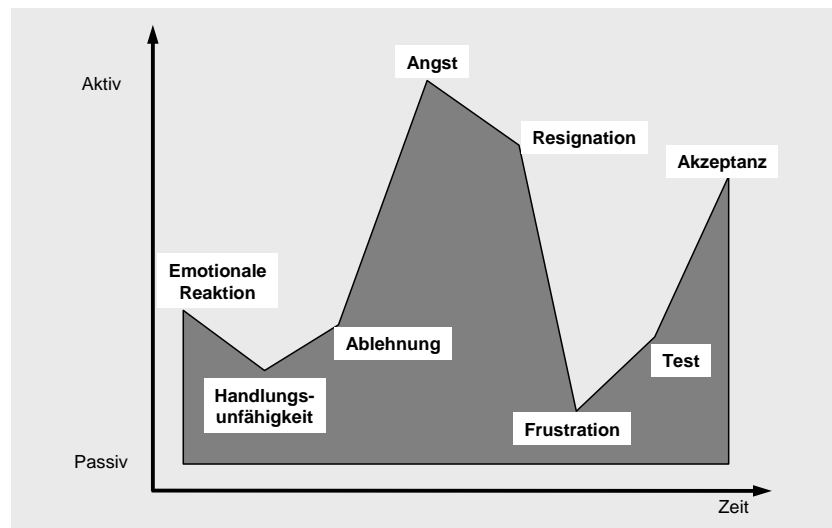 Angst
Aktiv
Resignation
Akzeptanz
Emotionale
Reaktion
Ablehnung
Test
Handlungs-
unfähigkeit
Frustration
Passiv
Zeit